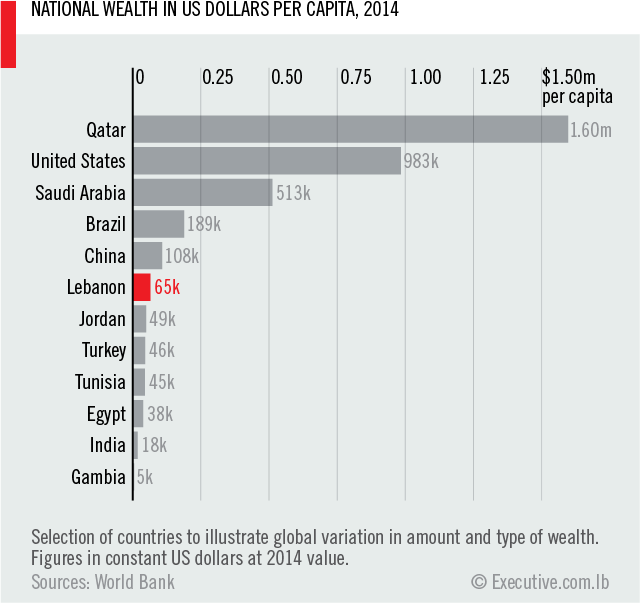 NATIONAL WEALTH IN US DOLLARS PER CAPITA, 2014
0 0.25 0.50 0.75 1.00 1.25 $1.50m
per capita
Qatar 1.60m
United States 983k
Saudi Arabia 513k
Brazil 189k
China 108k
Lebanon 65k
Jordan 49k
Turkey 46k
Tunisia 45k
Egypt 38k
India 18k
Gambia 5k
Selection of countries to illustrate global variation in amount and type of wealth.
Figures in constant US dollars at 2014 value.
Sources: World Bank © Executive.com.lb